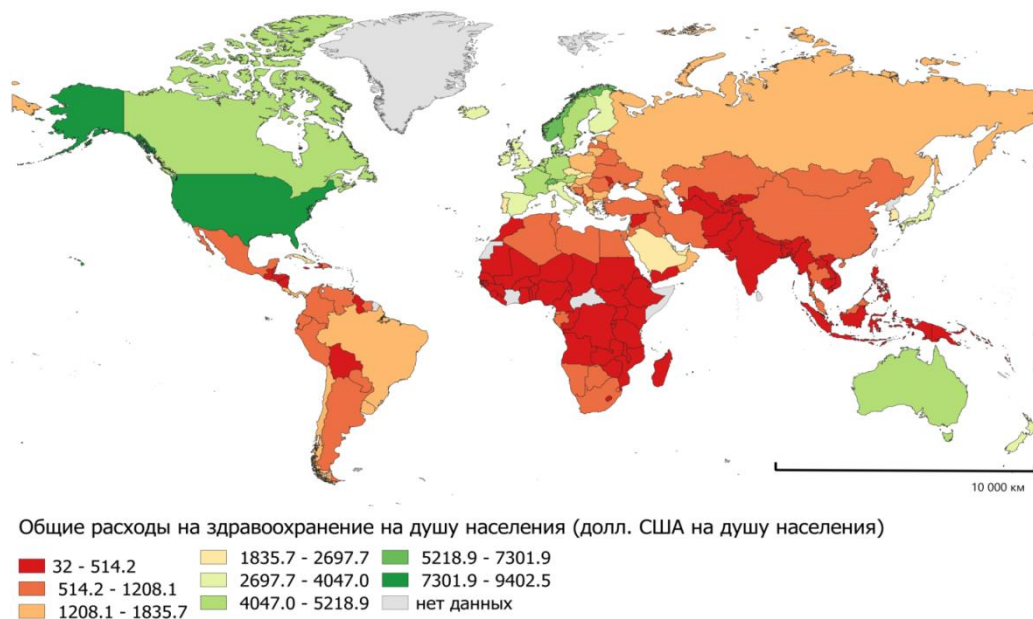 10 000 км
Общие расходы на здравоохранение на душу населения (долл. США на душу населения)
32 - 514.2
514.2 - 1208.1
1208.1 - 1835.7
1835.7 - 2697.7
2697.7 - 4047.0
4047.0 - 5218.9
5218.9 - 7301.9
7301.9 - 9402.5
нет данных